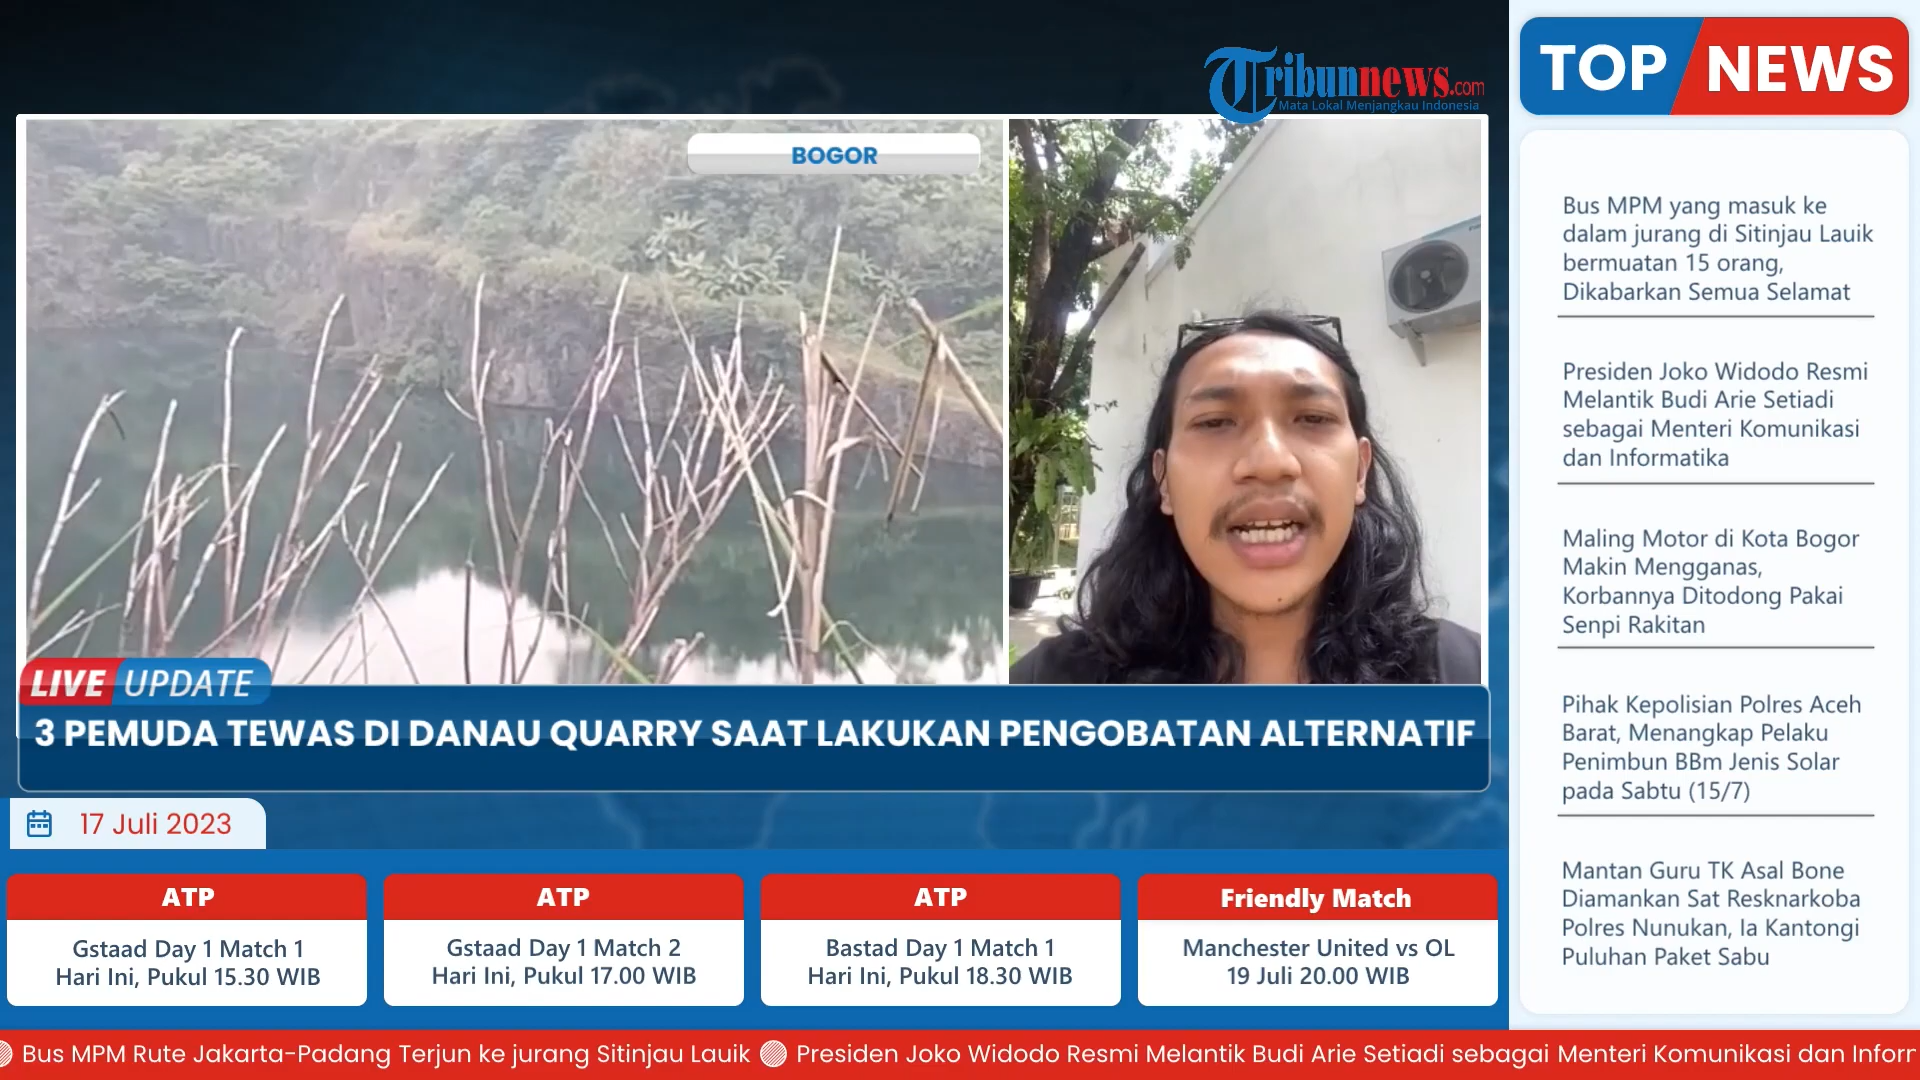 Tribunnews.com
Mata Lokal Menjangkau Indonesia
BOGOR
LIVE UPDATE
3 PEMUDA TEWAS DI DANAU QUARRY SAAT LAKUKAN PENGOBATAN ALTERNATIF
17 Juli 2023
ATP
Gstaad Day 1 Match 1
Hari Ini, Pukul 15.30 WIB
ATP
Gstaad Day 1 Match 2
Hari Ini, Pukul 17.00 WIB
ATP
Bastad Day 1 Match 1
Hari Ini, Pukul 18.30 WIB
Friendly Match
Manchester United vs OL
19 Juli 20.00 WIB
TOP NEWS
Bus MPM yang masuk ke
dalam jurang di Sitinjau Lauik
bermuatan 15 orang,
Dikabarkan Semua Selamat
Presiden Joko Widodo Resmi
Melantik Budi Arie Setiadi
sebagai Menteri Komunikasi
dan Informatika
Maling Motor di Kota Bogor
Makin Mengganas,
Korbannya Ditodong Pakai
Senpi Rakitan
Pihak Kepolisian Polres Aceh
Barat, Menangkap Pelaku
Penimbun BBm Jenis Solar
pada Sabtu (15/7)
Mantan Guru TK Asal Bone
Diamankan Sat Resknarkoba
Polres Nunukan, Ia Kantongi
Puluhan Paket Sabu
Bus MPM Rute Jakarta-Padang Terjun ke jurang Sitinjau Lauik Presiden Joko Widodo Resmi Melantik Budi Arie Setiadi sebagai Menteri Komunikasi dan